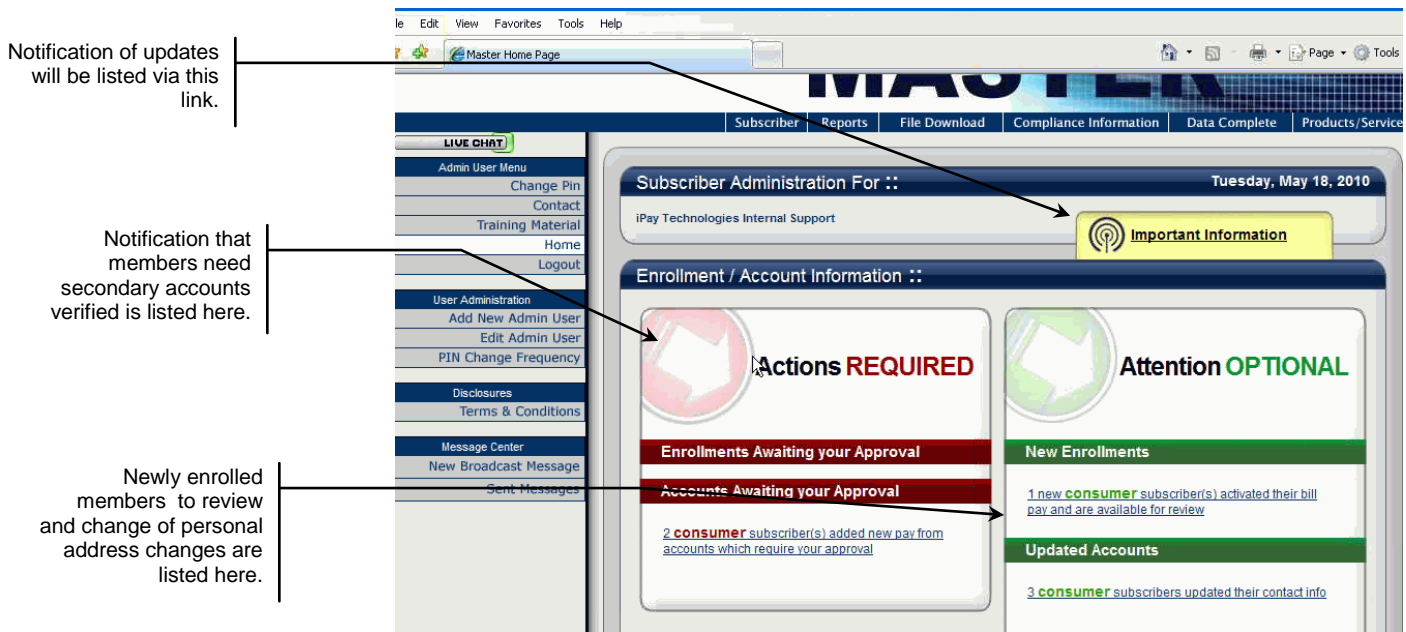 Notification of updates
will be listed via this
link.
Notification that
members need
secondary accounts
verified is listed here.
Newly enrolled
members to review
and change of personal
address changes are
listed here.
Edit View Favorites Tools Help
Master Home Page
Page Tools
MASTER
Subscriber Reports File Download Compliance Information Data Complete Products/Service
LIVE CHAT
Admin User Menu
Change Pin
Contact
Training Material
Home
Logout
User Administration
Add New Admin User
Edit Admin User
PIN Change Frequency
Disclosures
Terms & Conditions
Message Center
New Broadcast Message
Sent Messages
Subscriber Administration For ::
Tuesday, May 18, 2010
iPay Technologies Internal Support
Important Information
Enrollment / Account Information ::
Actions REQUIRED
Enrollments Awaiting your Approval
Accounts Awaiting your Approval
2 consumer subscriber(s) added new pay from
accounts which require your approval
Attention OPTIONAL
New Enrollments
1 new consumer subscriber(s) activated their bill
pay and are available for review
Updated Accounts
3 consumer subscribers updated their contact info